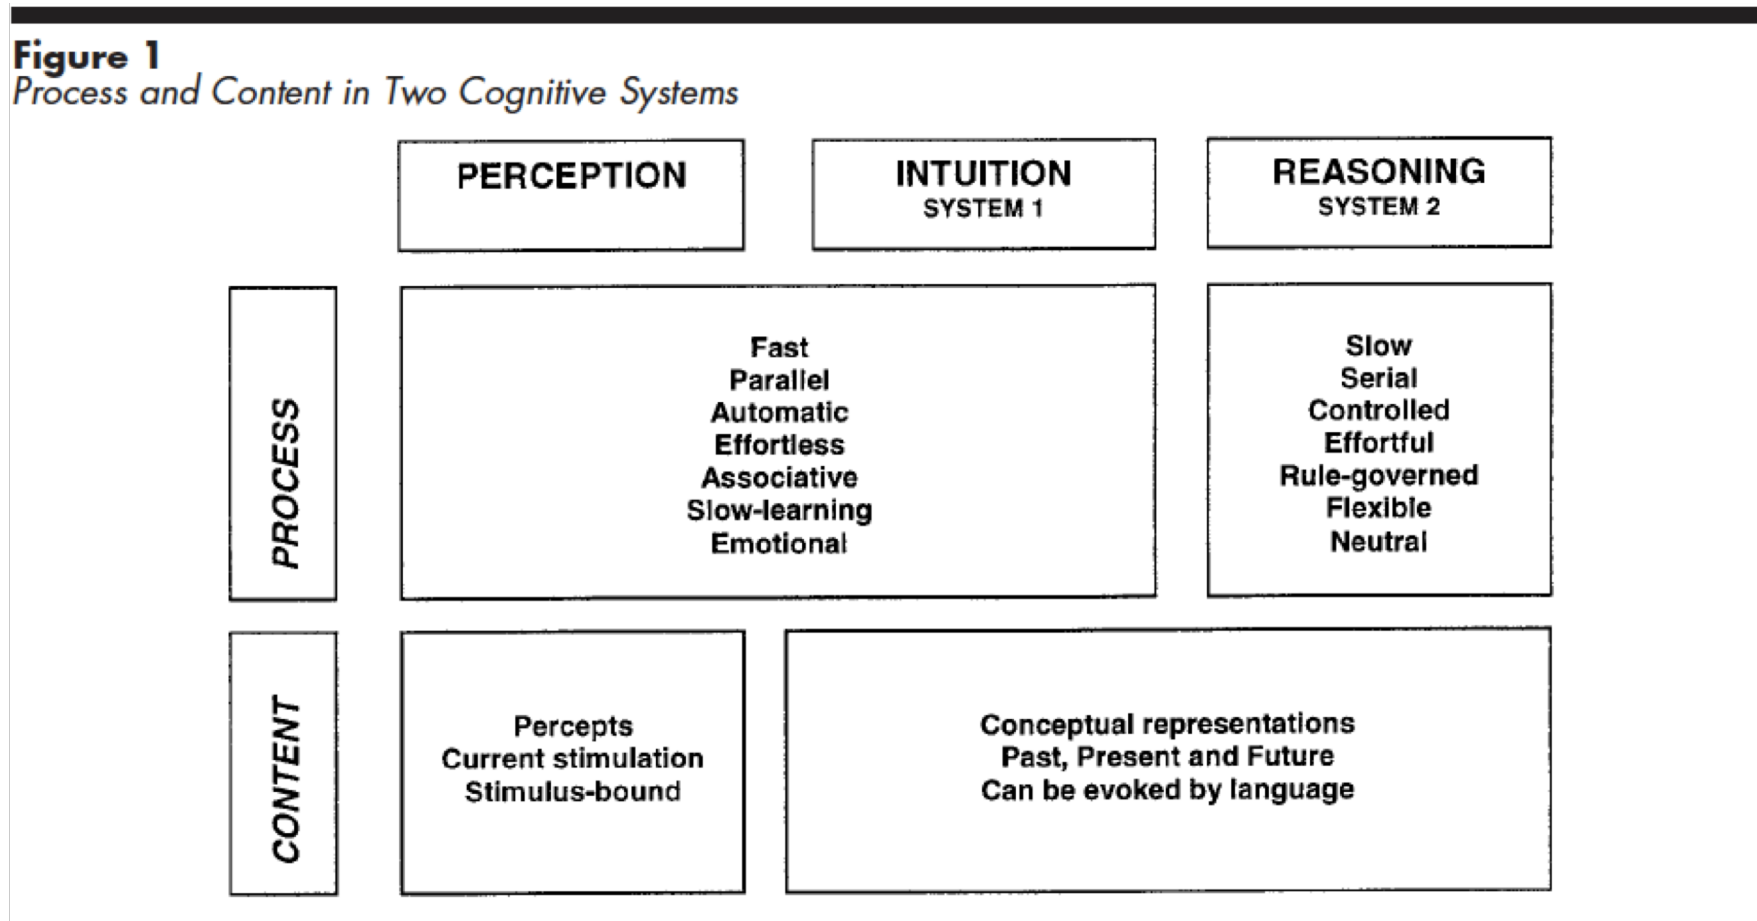 Figure 1
Process and Content in Two Cognitive Systems
PERCEPTION
INTUITION
SYSTEM 1
REASONING
SYSTEM 2
PROCESS
Fast
Parallel
Automatic
Effortless
Associative
Slow-learning
Emotional
Slow
Serial
Controlled
Effortful
Rule-governed
Flexible
Neutral
CONTENT
Percepts
Current stimulation
Stimulus-bound
Conceptual representations
Past, Present and Future
Can be evoked by language